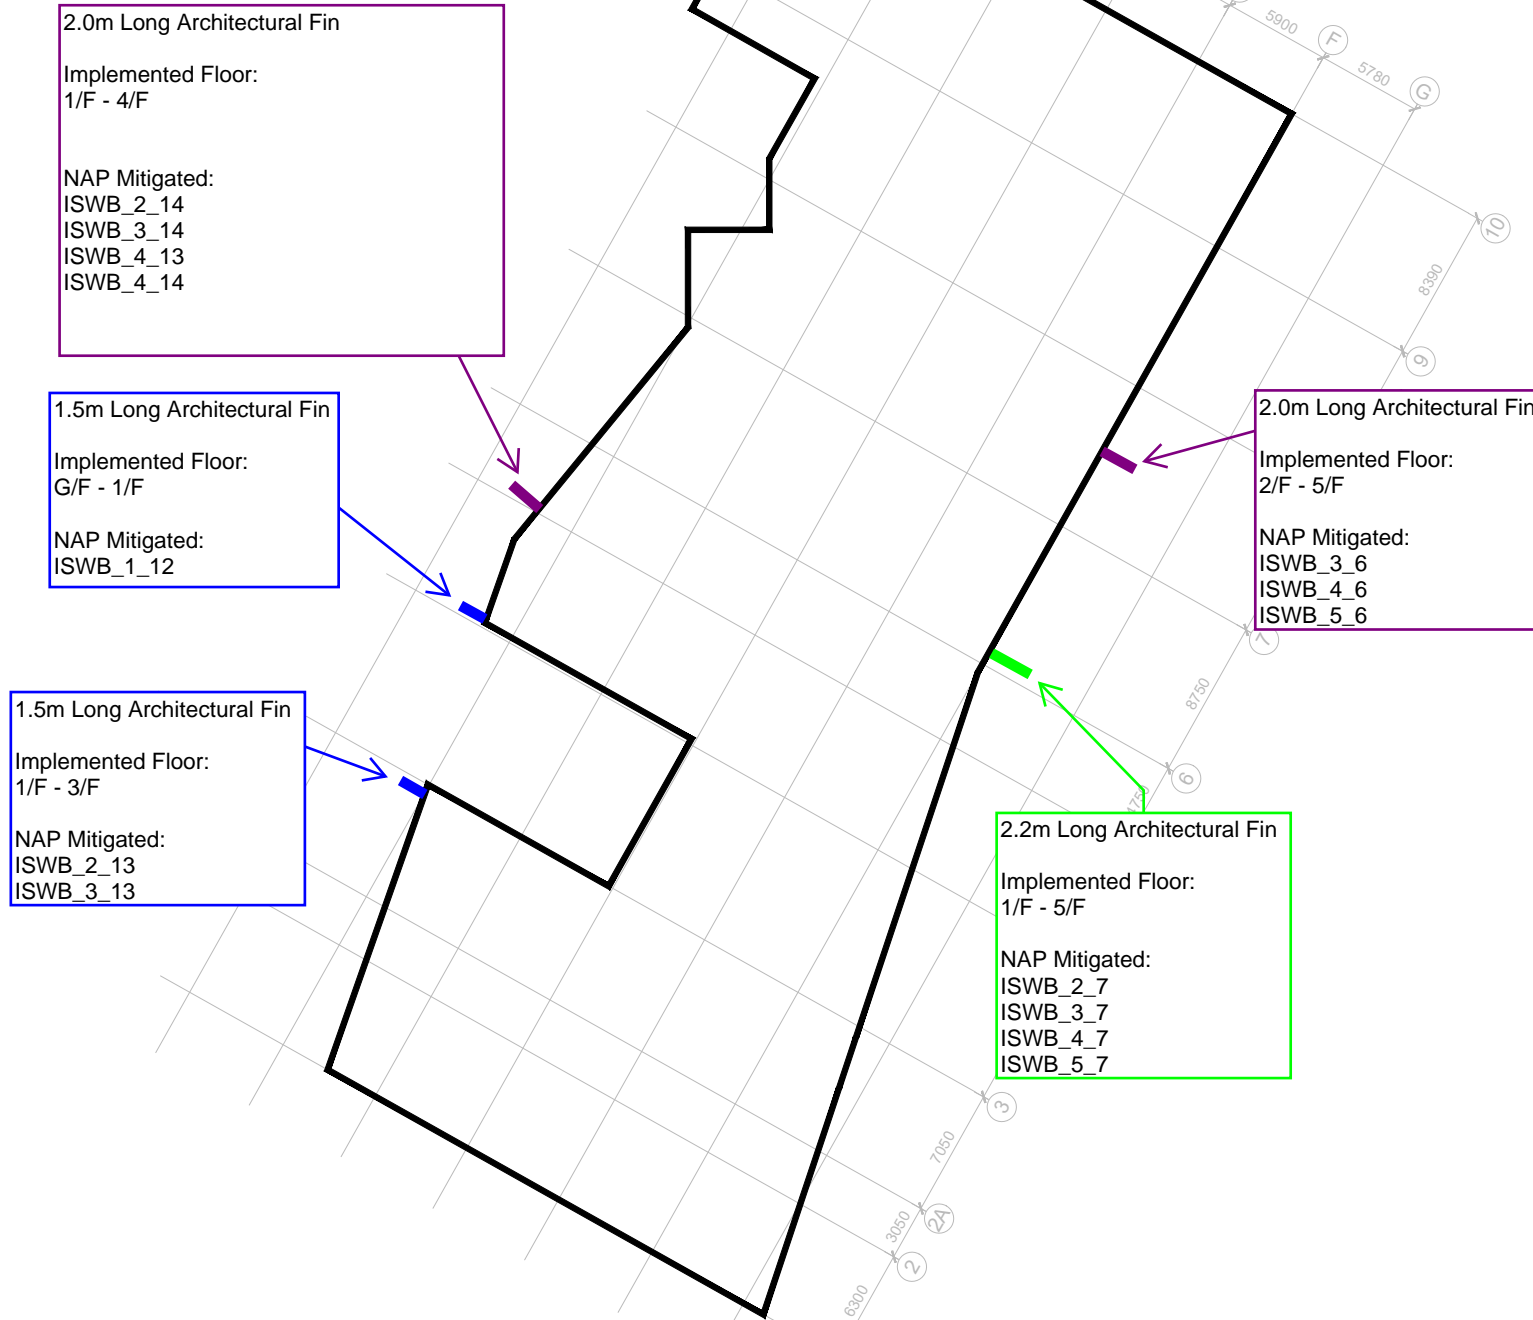 2.0m Long Architectural Fin
Implemented Floor:
1/F - 4/F
NAP Mitigated:
ISWB_2_14
ISWB_3_14
ISWB_4_13
ISWB_4_14
1.5m Long Architectural Fin
Implemented Floor:
G/F - 1/F
NAP Mitigated:
ISWB_1_12
1.5m Long Architectural Fin
Implemented Floor:
1/F - 3/F
NAP Mitigated:
ISWB_2_13
ISWB_3_13
2.0m Long Architectural Fin
Implemented Floor:
2/F - 5/F
NAP Mitigated:
ISWB_3_6
ISWB_4_6
ISWB_5_6
2.2m Long Architectural Fin
Implemented Floor:
1/F - 5/F
NAP Mitigated:
ISWB_2_7
ISWB_3_7
ISWB_4_7
ISWB_5_7
5900
F
5780
G
10
8390
9
7
8750
6
3
7050
2A
3050
2
6300